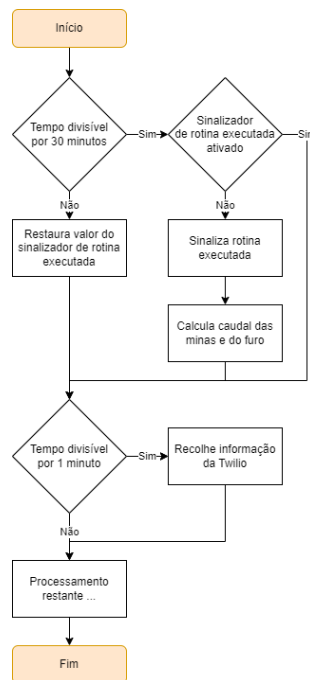 Início
Tempo divisível
por 30 minutos
Sim
Sinalizador
de rotina executada
ativado
Não
Não
Restaura valor do
sinalizador de rotina
executada
Sinaliza rotina
executada
Calcula caudal das
minas e do furo
Tempo divisível
por 1 minuto
Sim
Recolhe informação
da Twilio
Não
Processamento
restante ...
Fim